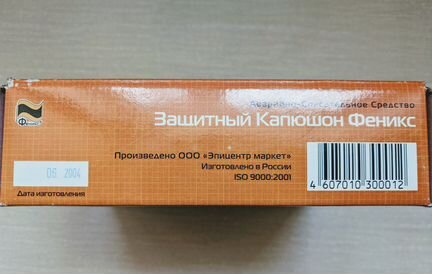 Феникс
Аварийно-Спасательное Средство
Защитный Капюшон Феникс
Произведено ООО «Эпицентр маркет»
Изготовлено в России
ISO 9000:2001
06. 2004
Дата изготовления
4 607010 300012